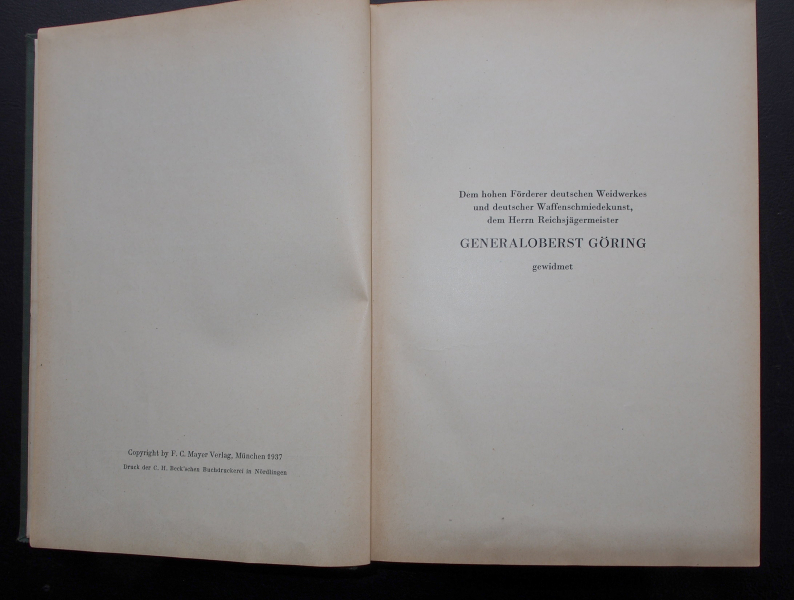 Copyright by F. C. Mayer Verlag, München 1937
Druck der C. H. Beck'schen Buchdruckerei in Nördlingen
Dem hohen Förderer deutschen Weidwerkes
und deutscher Waffenschmiedekunst,
dem Herrn Reichsjägermeister
GENERALOBERST GÖRING
gewidmet